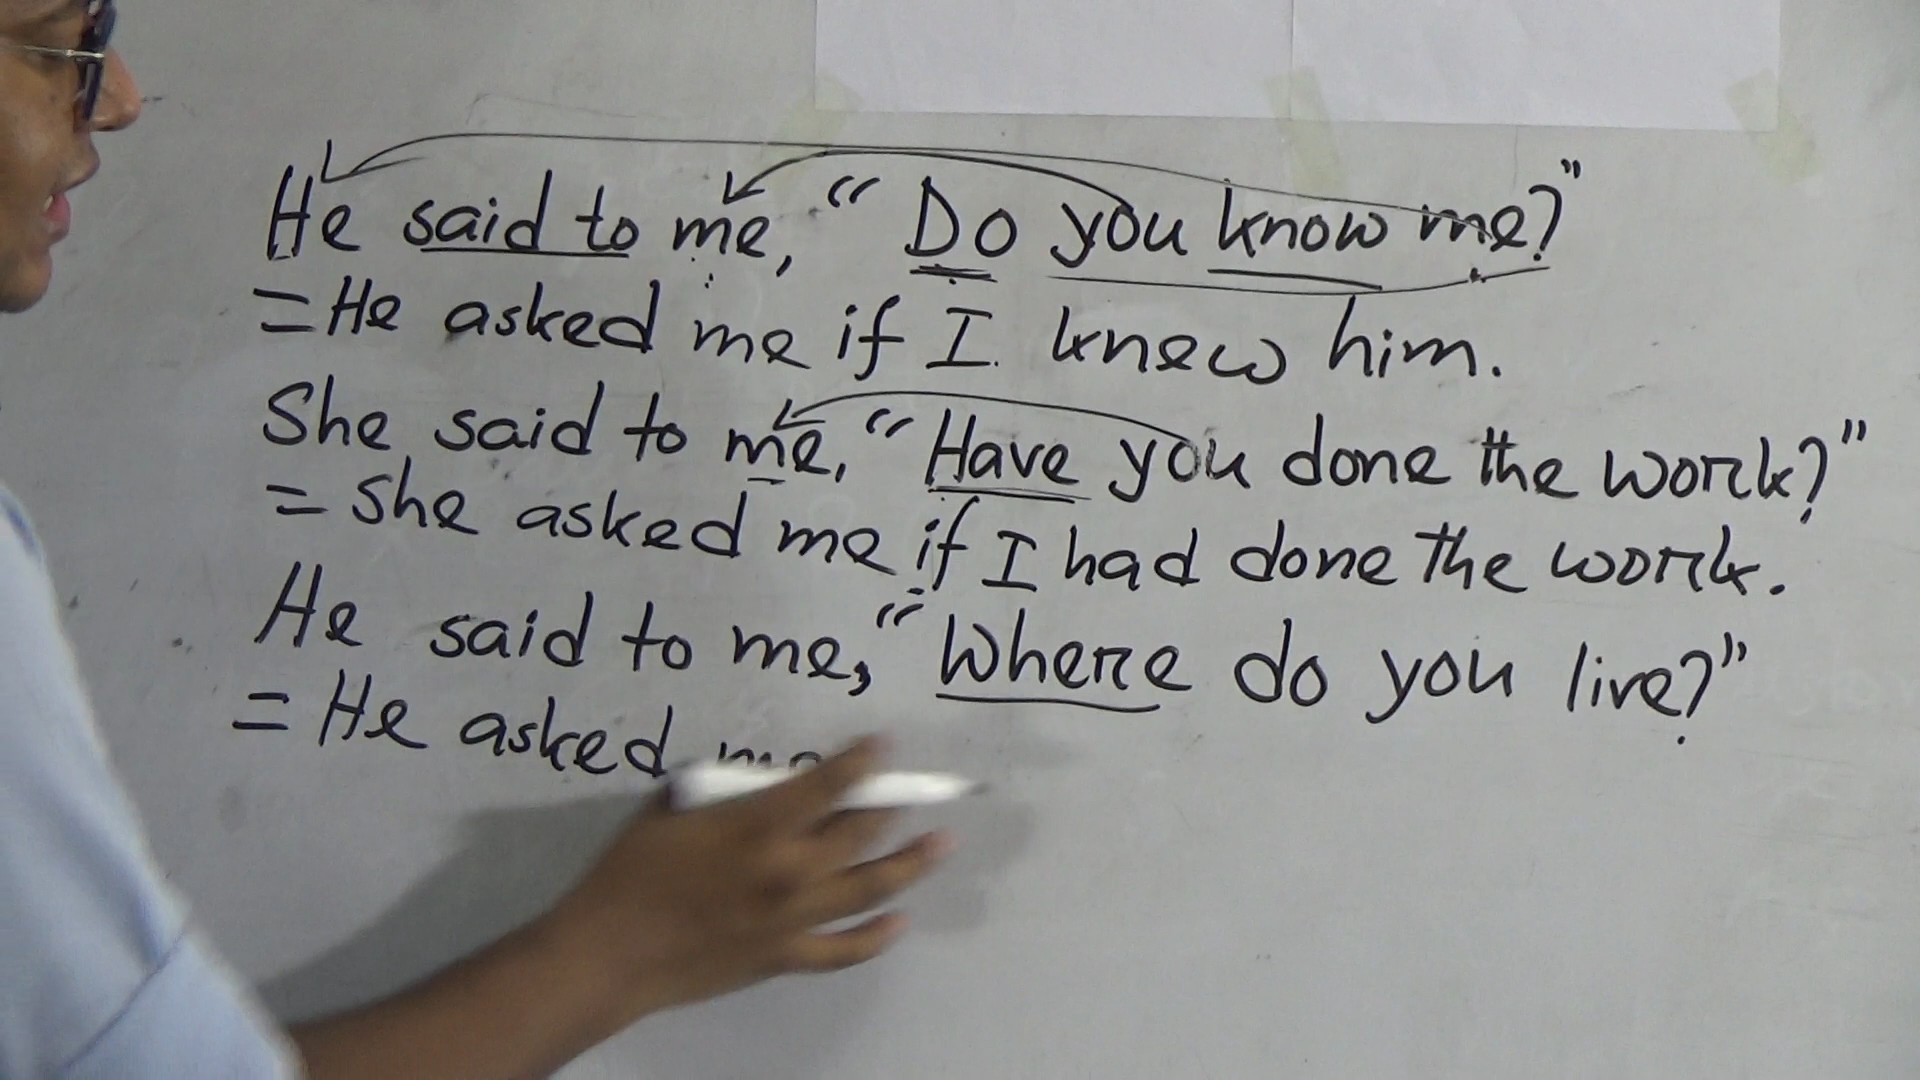 He said to me, “Do you know me?”
=He asked me if I knew him.
She said to me, “Have you done the work?”
= She asked me if I had done the work.
He said to me, “Where do you live?”
= He asked me